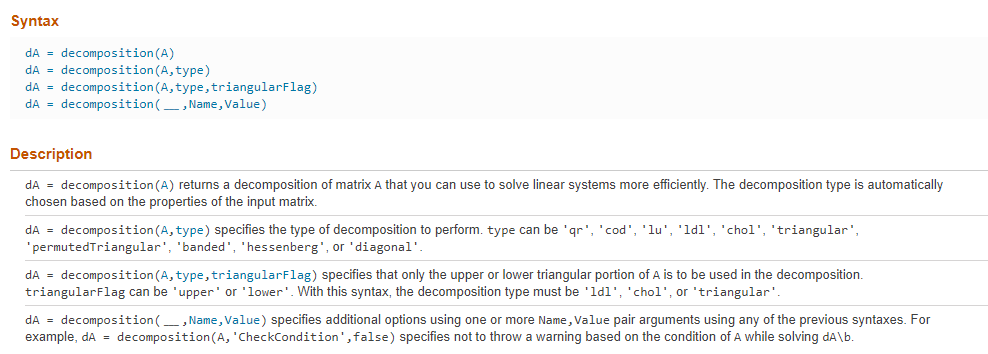 Syntax
dA = decomposition(A)
dA = decomposition(A,type)
dA = decomposition(A,type,triangularFlag)
dA = decomposition(__,Name,Value)
Description
dA = decomposition(A) returns a decomposition of matrix A that you can use to solve linear systems more efficiently. The decomposition type is automatically
chosen based on the properties of the input matrix.
dA = decomposition(A,type) specifies the type of decomposition to perform. type can be 'qr', 'cod', 'lu', 'ldl', 'chol', 'triangular',
'permutedTriangular', 'banded', 'hessenberg', or 'diagonal'.
dA = decomposition(A,type,triangularFlag) specifies that only the upper or lower triangular portion of A is to be used in the decomposition.
triangularFlag can be 'upper' or 'lower'. With this syntax, the decomposition type must be 'ldl', 'chol', or 'triangular'.
dA = decomposition(__,Name,Value) specifies additional options using one or more Name,Value pair arguments using any of the previous syntaxes. For
example, dA = decomposition(A,'CheckCondition',false) specifies not to throw a warning based on the condition of A while solving dA\b.